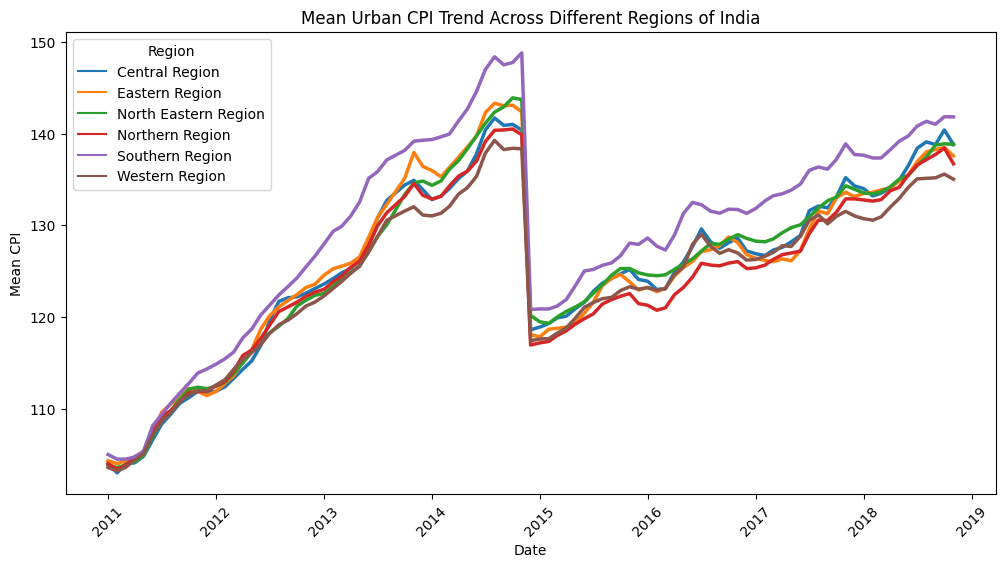 Mean Urban CPI Trend Across Different Regions of India
Region
Central Region
Eastern Region
North Eastern Region
Northern Region
Southern Region
Western Region
Mean CPI
150
140
130
120
110
2011
2012
2013
2014
2015
2016
2017
2018
2019
Date